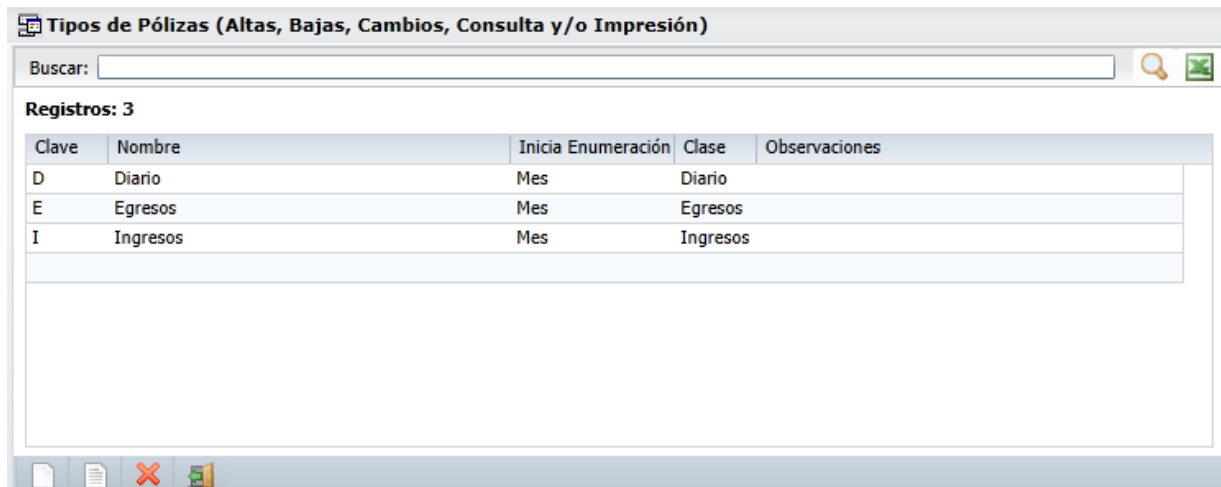 Tipos de Pólizas (Altas, Bajas, Cambios, Consulta y/o Impresión)
Buscar:
Registros: 3
Clave Nombre Inicia Enumeración Clase Observaciones
D Diario Mes Diario
E Egresos Mes Egresos
I Ingresos Mes Ingresos